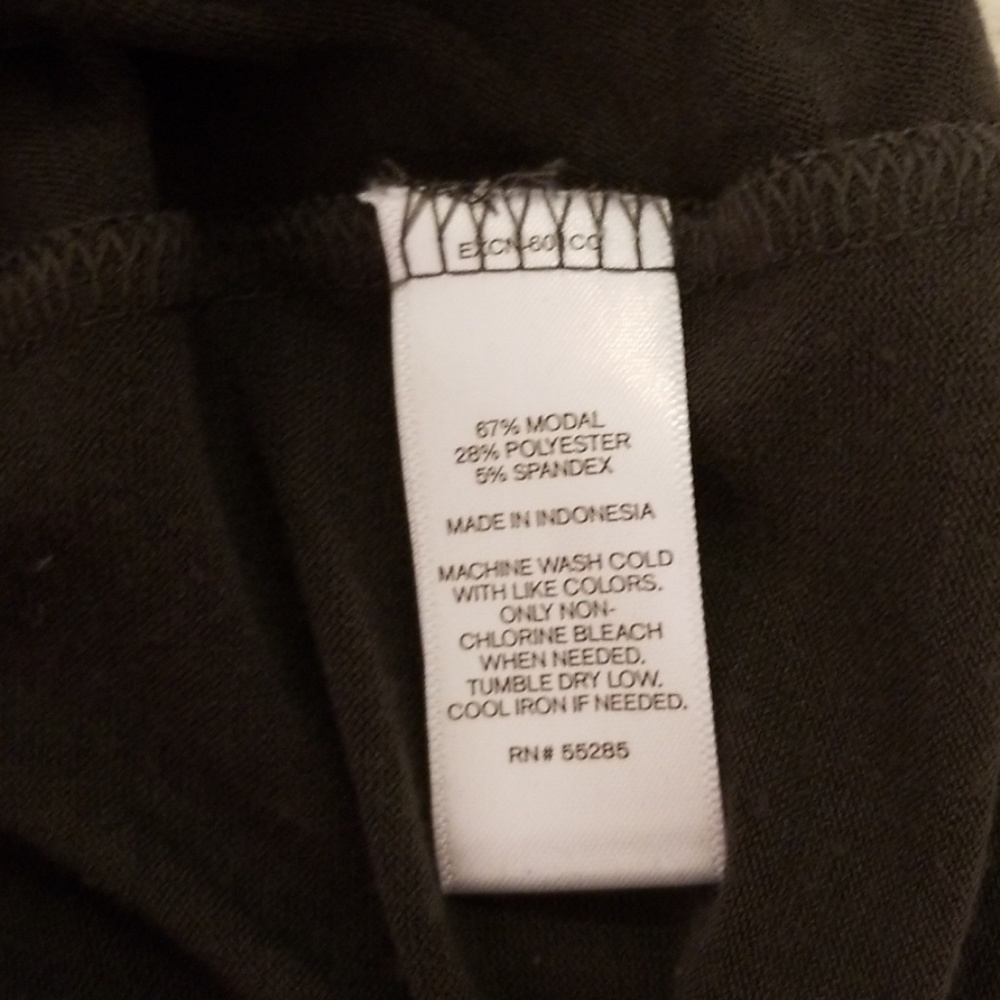 67% MODAL
28% POLYESTER
5% SPANDEX
MADE IN INDONESIA
MACHINE WASH COLD
WITH LIKE COLORS.
ONLY NON-
CHLORINE BLEACH
WHEN NEEDED.
TUMBLE DRY LOW.
COOL IRON IF NEEDED.
RN# 55285